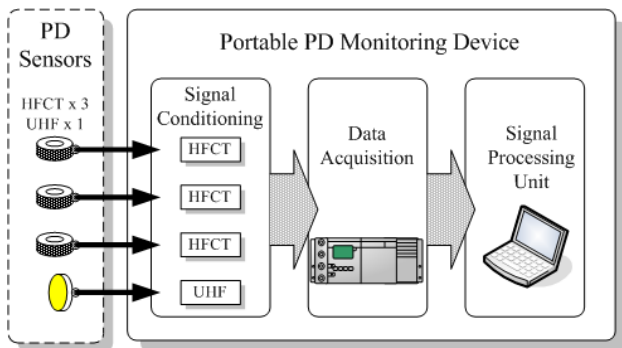 PD
Sensors
HFCT x 3
UHF x 1
Portable PD Monitoring Device
Signal
Conditioning
HFCT
HFCT
HFCT
UHF
Data
Acquisition
Signal
Processing
Unit